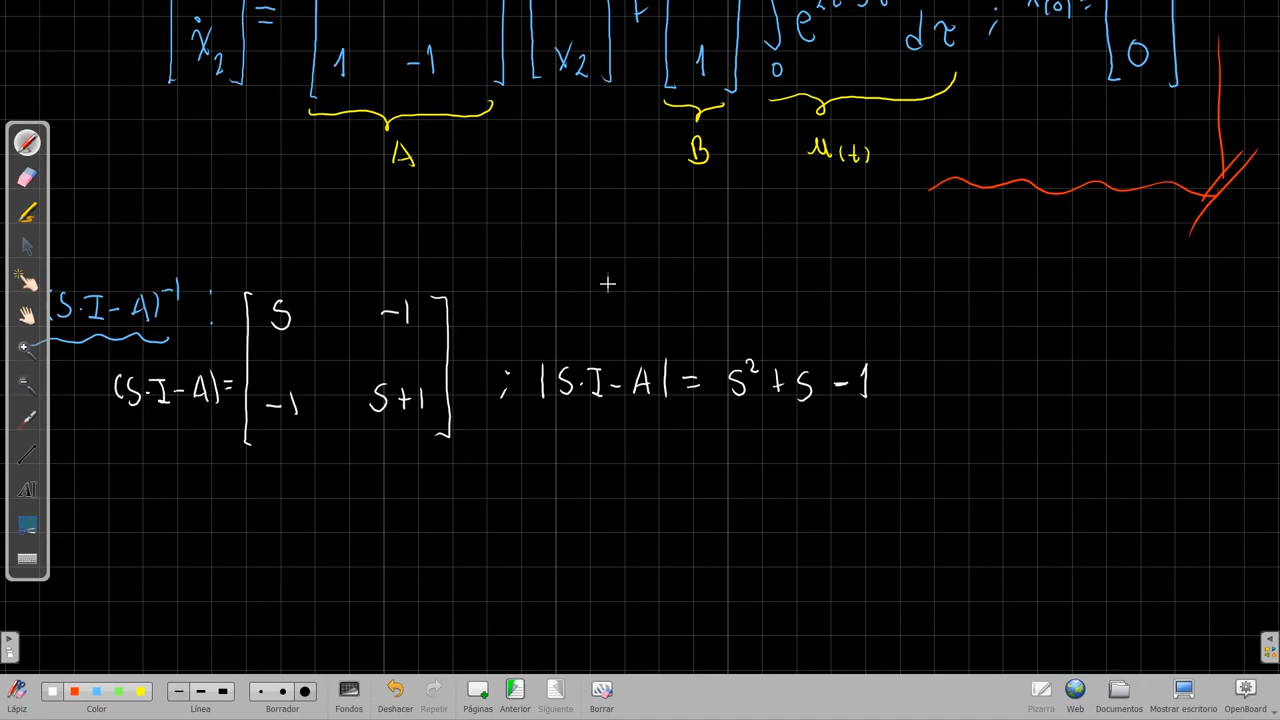 ẋ₂ = 1 -1 x₂ + 1 ∫ 0 dτ ; 0
A B u(t)
(S·I-A)⁻¹ :
S -1
(S·I-A)= ; |S·I-A| = S² + S - 1
-1 S+1
Lápiz Color Línea Borrador Fondos Deshacer Repetir Páginas Anterior Siguiente Borrar Pizarra Web Documentos Mostrar escritorio OpenBoard